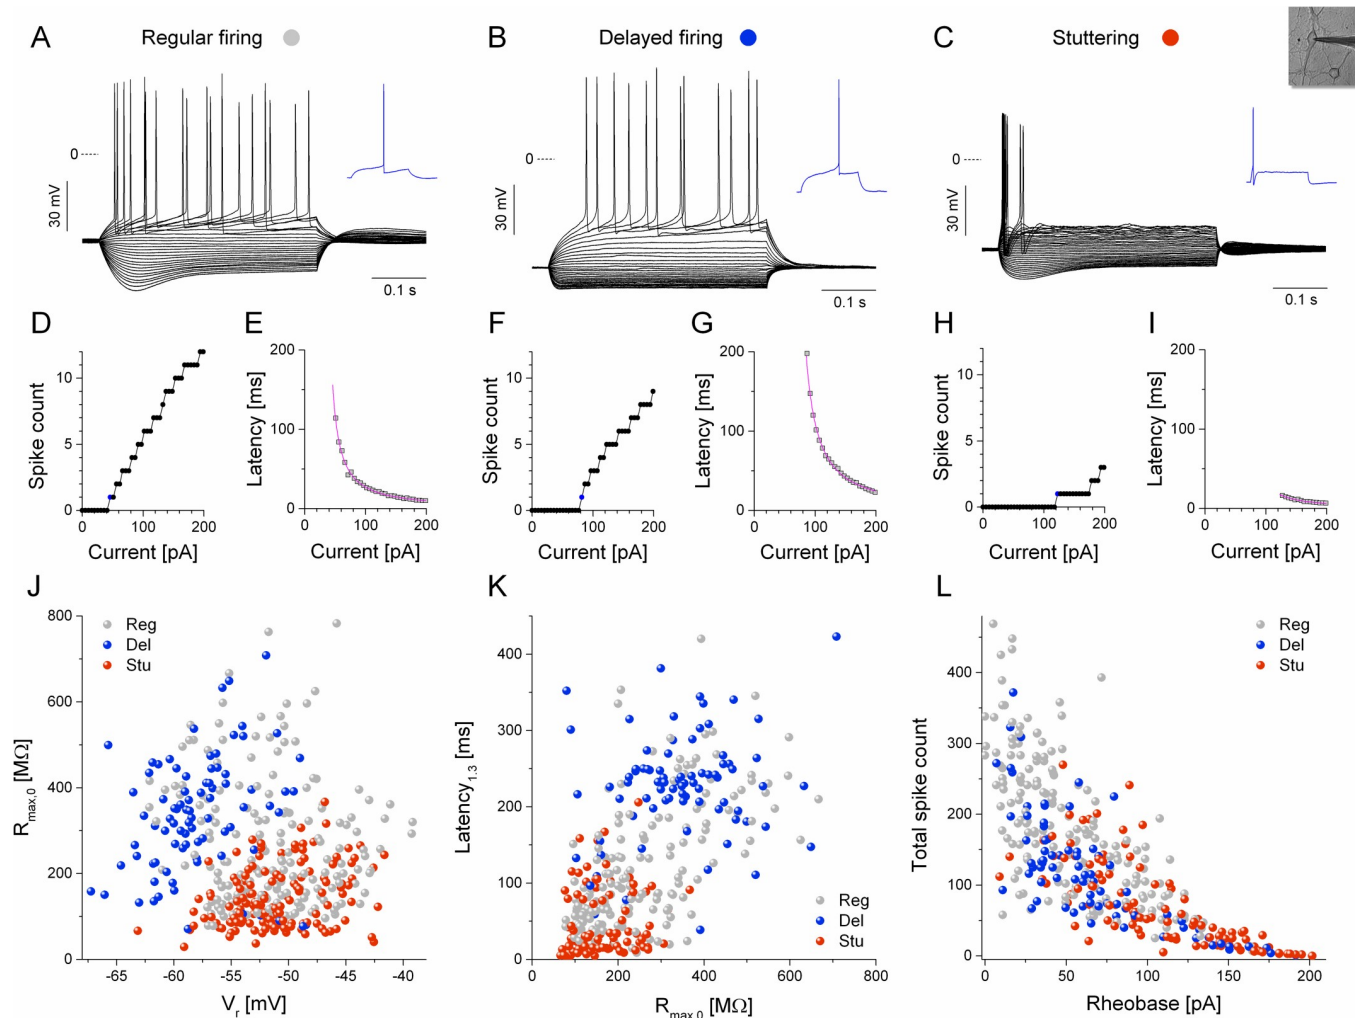 A Regular firing
B Delayed firing
C Stuttering
0
30 mV
0.1 s
0
30 mV
0.1 s
0
30 mV
0.1 s
D
Spike count
10
5
0
0 100 200
Current [pA]
E
Latency [ms]
200
100
0
0 100 200
Current [pA]
F
Spike count
10
5
0
0 100 200
Current [pA]
G
Latency [ms]
200
100
0
0 100 200
Current [pA]
H
Spike count
10
5
0
0 100 200
Current [pA]
I
Latency [ms]
200
100
0
0 100 200
Current [pA]
J
Reg
Del
Stu
Rmax,0 [MΩ]
800
600
400
200
0
-65 -60 -55 -50 -45 -40
Vr [mV]
K
Latency1.3 [ms]
400
300
200
100
0
Reg
Del
Stu
0 200 400 600 800
Rmax,0 [MΩ]
L
Reg
Del
Stu
Total spike count
400
300
200
100
0
0 50 100 150 200
Rheobase [pA]